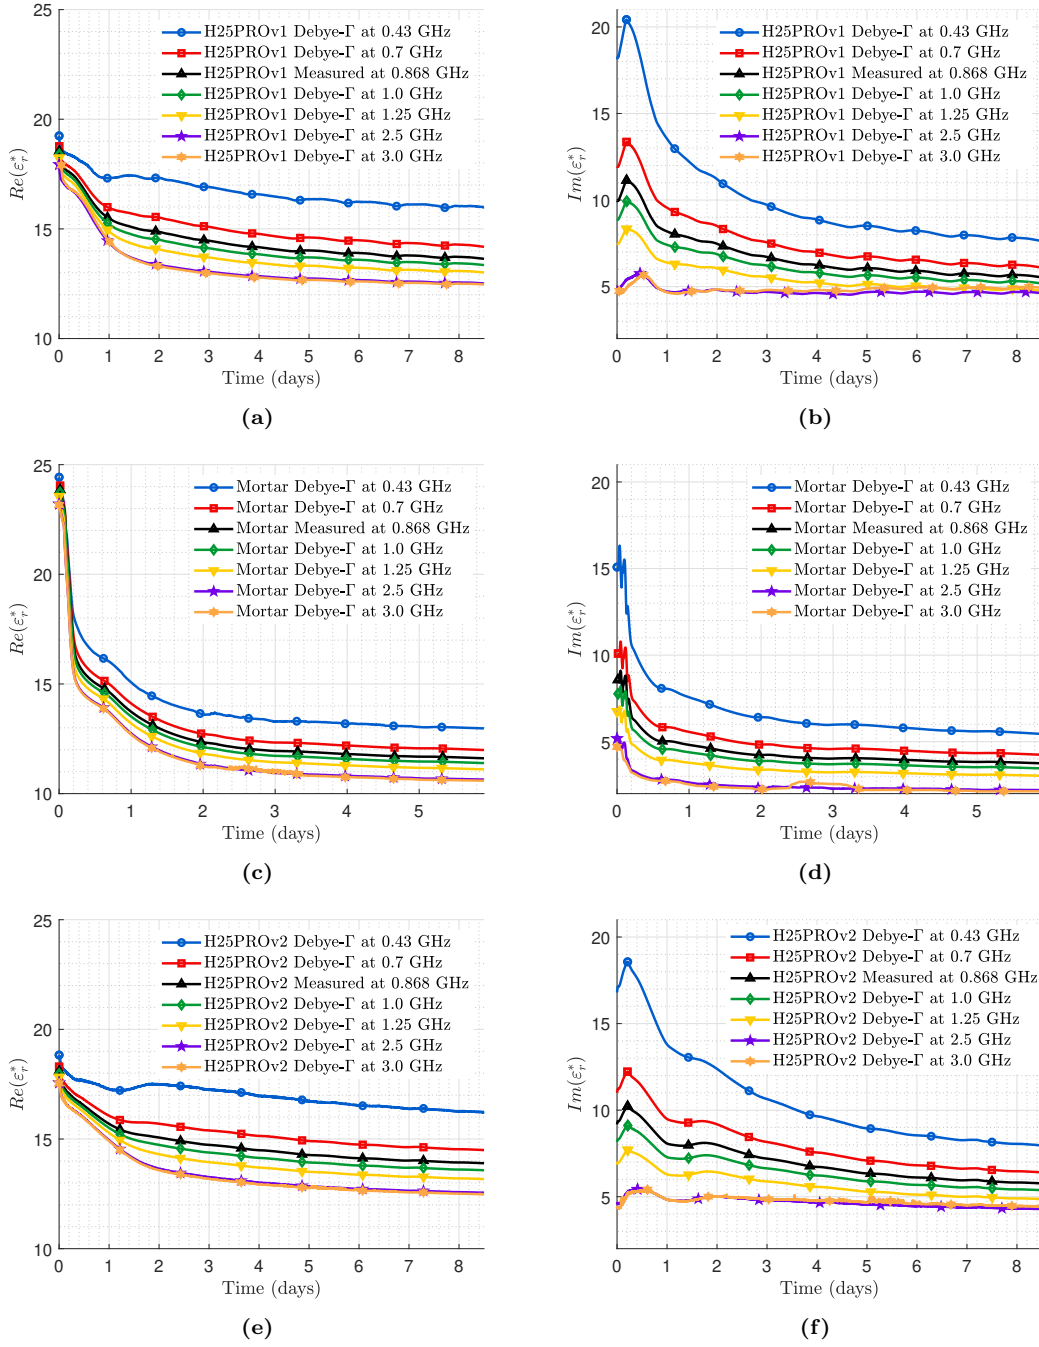 25
20
15
10
Re(ε*r)
H25PROv1 Debye-Γ at 0.43 GHz
H25PROv1 Debye-Γ at 0.7 GHz
H25PROv1 Measured at 0.868 GHz
H25PROv1 Debye-Γ at 1.0 GHz
H25PROv1 Debye-Γ at 1.25 GHz
H25PROv1 Debye-Γ at 2.5 GHz
H25PROv1 Debye-Γ at 3.0 GHz
0 1 2 3 4 5 6 7 8
Time (days)
(a)
20
15
10
5
Im(ε*r)
H25PROv1 Debye-Γ at 0.43 GHz
H25PROv1 Debye-Γ at 0.7 GHz
H25PROv1 Measured at 0.868 GHz
H25PROv1 Debye-Γ at 1.0 GHz
H25PROv1 Debye-Γ at 1.25 GHz
H25PROv1 Debye-Γ at 2.5 GHz
H25PROv1 Debye-Γ at 3.0 GHz
0 1 2 3 4 5 6 7 8
Time (days)
(b)
25
20
15
10
Re(ε*r)
Mortar Debye-Γ at 0.43 GHz
Mortar Debye-Γ at 0.7 GHz
Mortar Measured at 0.868 GHz
Mortar Debye-Γ at 1.0 GHz
Mortar Debye-Γ at 1.25 GHz
Mortar Debye-Γ at 2.5 GHz
Mortar Debye-Γ at 3.0 GHz
0 1 2 3 4 5
Time (days)
(c)
20
15
10
5
Im(ε*r)
Mortar Debye-Γ at 0.43 GHz
Mortar Debye-Γ at 0.7 GHz
Mortar Measured at 0.868 GHz
Mortar Debye-Γ at 1.0 GHz
Mortar Debye-Γ at 1.25 GHz
Mortar Debye-Γ at 2.5 GHz
Mortar Debye-Γ at 3.0 GHz
0 1 2 3 4 5
Time (days)
(d)
25
20
15
10
Re(ε*r)
H25PROv2 Debye-Γ at 0.43 GHz
H25PROv2 Debye-Γ at 0.7 GHz
H25PROv2 Measured at 0.868 GHz
H25PROv2 Debye-Γ at 1.0 GHz
H25PROv2 Debye-Γ at 1.25 GHz
H25PROv2 Debye-Γ at 2.5 GHz
H25PROv2 Debye-Γ at 3.0 GHz
0 1 2 3 4 5 6 7 8
Time (days)
(e)
20
15
10
5
Im(ε*r)
H25PROv2 Debye-Γ at 0.43 GHz
H25PROv2 Debye-Γ at 0.7 GHz
H25PROv2 Measured at 0.868 GHz
H25PROv2 Debye-Γ at 1.0 GHz
H25PROv2 Debye-Γ at 1.25 GHz
H25PROv2 Debye-Γ at 2.5 GHz
H25PROv2 Debye-Γ at 3.0 GHz
0 1 2 3 4 5 6 7 8
Time (days)
(f)